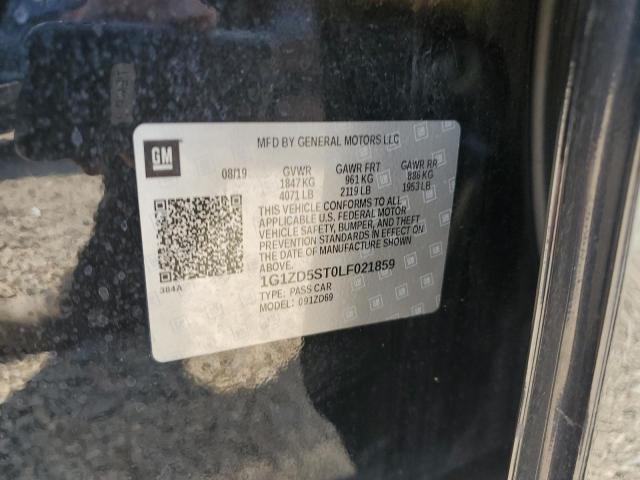 GM
MFD BY GENERAL MOTORS LLC
08/19 GVWR GAWR FRT GAWR RR
1847 KG 961 KG 886 KG
4071 LB 2119 LB 1953 LB
THIS VEHICLE CONFORMS TO ALL
APPLICABLE U.S. FEDERAL MOTOR
VEHICLE SAFETY, BUMPER, AND THEFT
PREVENTION STANDARDS IN EFFECT ON
THE DATE OF MANUFACTURE SHOWN
ABOVE.
384A
1G1ZD5ST0LF021859
TYPE: PASS CAR
MODEL: 091ZD69